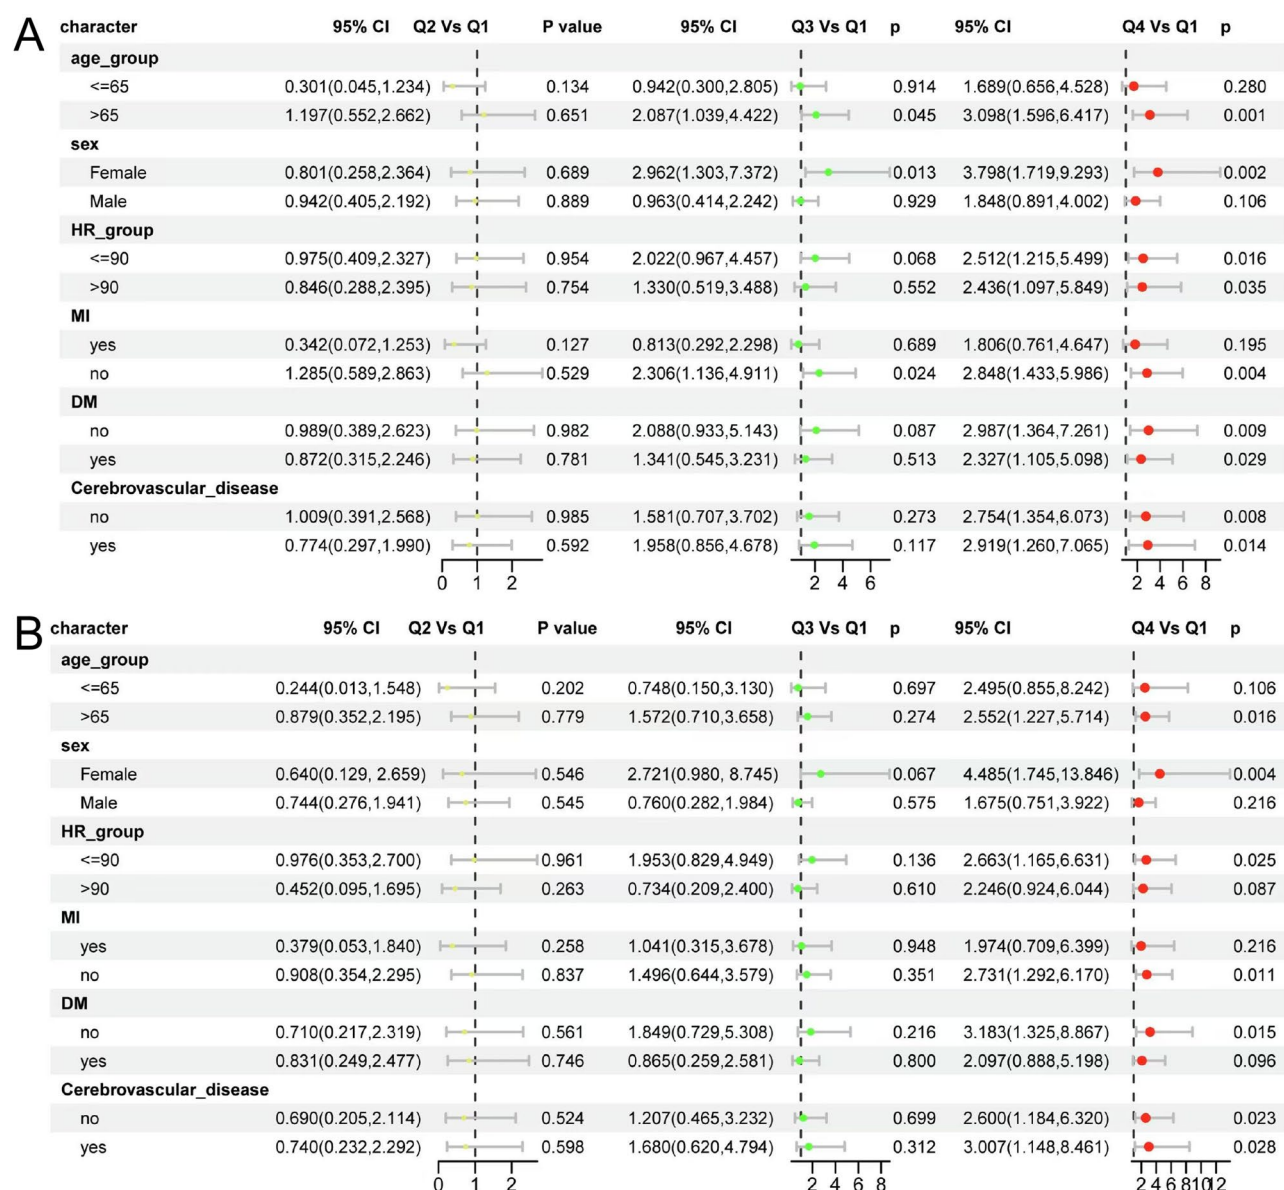 A
character 95% CI Q2 Vs Q1 P value 95% CI Q3 Vs Q1 p 95% CI Q4 Vs Q1 p
age_group
<=65 0.301(0.045,1.234) 0.134 0.942(0.300,2.805) 0.914 1.689(0.656,4.528) 0.280
>65 1.197(0.552,2.662) 0.651 2.087(1.039,4.422) 0.045 3.098(1.596,6.417) 0.001
sex
Female 0.801(0.258,2.364) 0.689 2.962(1.303,7.372) 0.013 3.798(1.719,9.293) 0.002
Male 0.942(0.405,2.192) 0.889 0.963(0.414,2.242) 0.929 1.848(0.891,4.002) 0.106
HR_group
<=90 0.975(0.409,2.327) 0.954 2.022(0.967,4.457) 0.068 2.512(1.215,5.499) 0.016
>90 0.846(0.288,2.395) 0.754 1.330(0.519,3.488) 0.552 2.436(1.097,5.849) 0.035
MI
yes 0.342(0.072,1.253) 0.127 0.813(0.292,2.298) 0.689 1.806(0.761,4.647) 0.195
no 1.285(0.589,2.863) 0.529 2.306(1.136,4.911) 0.024 2.848(1.433,5.986) 0.004
DM
no 0.989(0.389,2.623) 0.982 2.088(0.933,5.143) 0.087 2.987(1.364,7.261) 0.009
yes 0.872(0.315,2.246) 0.781 1.341(0.545,3.231) 0.513 2.327(1.105,5.098) 0.029
Cerebrovascular_disease
no 1.009(0.391,2.568) 0.985 1.581(0.707,3.702) 0.273 2.754(1.354,6.073) 0.008
yes 0.774(0.297,1.990) 0.592 1.958(0.856,4.678) 0.117 2.919(1.260,7.065) 0.014
0 1 2 2 4 6 2 4 6 8
B
character 95% CI Q2 Vs Q1 P value 95% CI Q3 Vs Q1 p 95% CI Q4 Vs Q1 p
age_group
<=65 0.244(0.013,1.548) 0.202 0.748(0.150,3.130) 0.697 2.495(0.855,8.242) 0.106
>65 0.879(0.352,2.195) 0.779 1.572(0.710,3.658) 0.274 2.552(1.227,5.714) 0.016
sex
Female 0.640(0.129, 2.659) 0.546 2.721(0.980, 8.745) 0.067 4.485(1.745,13.846) 0.004
Male 0.744(0.276,1.941) 0.545 0.760(0.282,1.984) 0.575 1.675(0.751,3.922) 0.216
HR_group
<=90 0.976(0.353,2.700) 0.961 1.953(0.829,4.949) 0.136 2.663(1.165,6.631) 0.025
>90 0.452(0.095,1.695) 0.263 0.734(0.209,2.400) 0.610 2.246(0.924,6.044) 0.087
MI
yes 0.379(0.053,1.840) 0.258 1.041(0.315,3.678) 0.948 1.974(0.709,6.399) 0.216
no 0.908(0.354,2.295) 0.837 1.496(0.644,3.579) 0.351 2.731(1.292,6.170) 0.011
DM
no 0.710(0.217,2.319) 0.561 1.849(0.729,5.308) 0.216 3.183(1.325,8.867) 0.015
yes 0.831(0.249,2.477) 0.746 0.865(0.259,2.581) 0.800 2.097(0.888,5.198) 0.096
Cerebrovascular_disease
no 0.690(0.205,2.114) 0.524 1.207(0.465,3.232) 0.699 2.600(1.184,6.320) 0.023
yes 0.740(0.232,2.292) 0.598 1.680(0.620,4.794) 0.312 3.007(1.148,8.461) 0.028
0 1 2 2 4 6 8 2 4 6 8 10 12